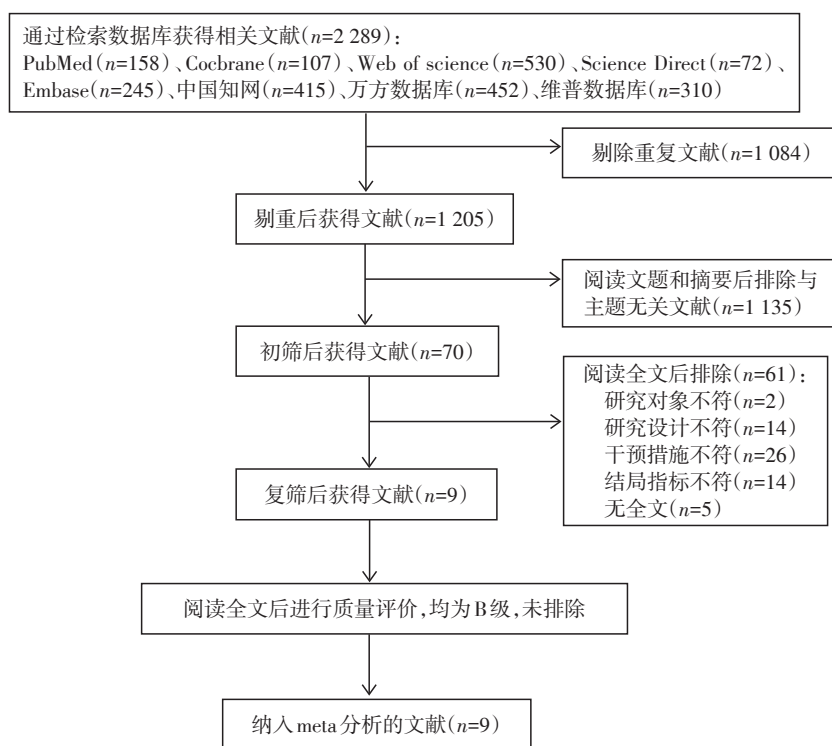 通过检索数据库获得相关文献(n=2 289)：
PubMed(n=158)、Cocbrane(n=107)、Web of science(n=530)、Science Direct(n=72)、
Embase(n=245)、中国知网(n=415)、万方数据库(n=452)、维普数据库(n=310)
剔除重复文献(n=1 084)
剔重后获得文献(n=1 205)
阅读文题和摘要后排除与
主题无关文献(n=1 135)
初筛后获得文献(n=70)
阅读全文后排除(n=61)：
研究对象不符(n=2)
研究设计不符(n=14)
干预措施不符(n=26)
结局指标不符(n=14)
无全文(n=5)
复筛后获得文献(n=9)
阅读全文后进行质量评价,均为B级,未排除
纳入meta分析的文献(n=9)